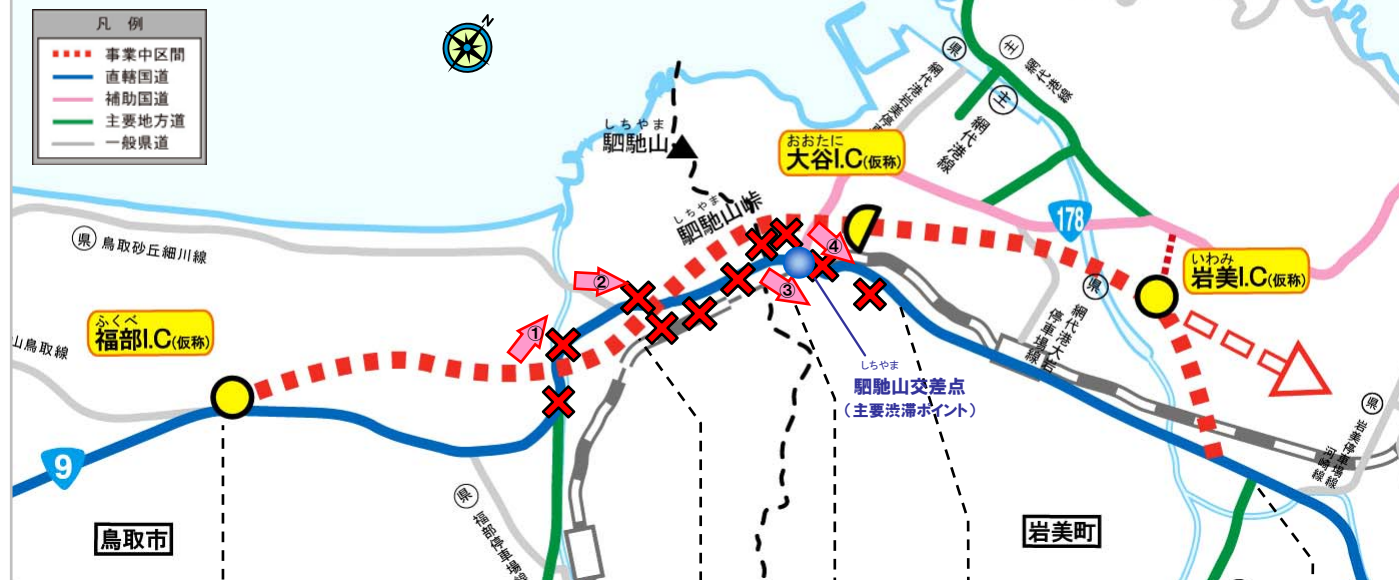 凡 例
事業中区間
直轄国道
補助国道
主要地方道
一般県道
N
しちやま
駟馳山
しちやま
駟馳山峠
おおたに
大谷I.C(仮称)
県
主
網代港線
主
網代港線
178
いわみ
岩美I.C(仮称)
県
網代港大岩
停車場線
県 鳥取砂丘細川線
ふくべ
福部I.C(仮称)
山鳥取線
①
②
③
④
しちやま
駟馳山交差点
(主要渋滞ポイント)
9
県
福部停車場線
県
岩美停車場
河崎線
鳥取市
岩美町